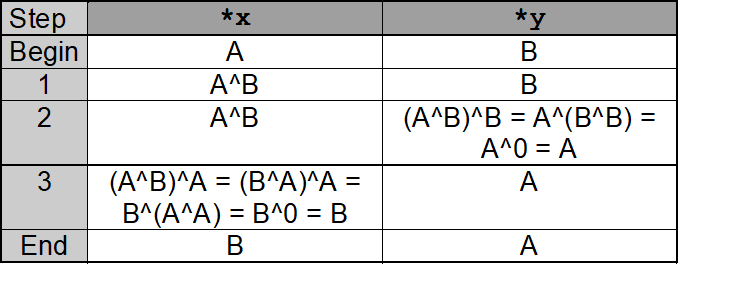 Step *x *y
Begin A B
1 A^B B
2 A^B (A^B)^B = A^(B^B) =
A^0 = A
3 (A^B)^A = (B^A)^A = A
B^(A^A) = B^0 = B
End B A